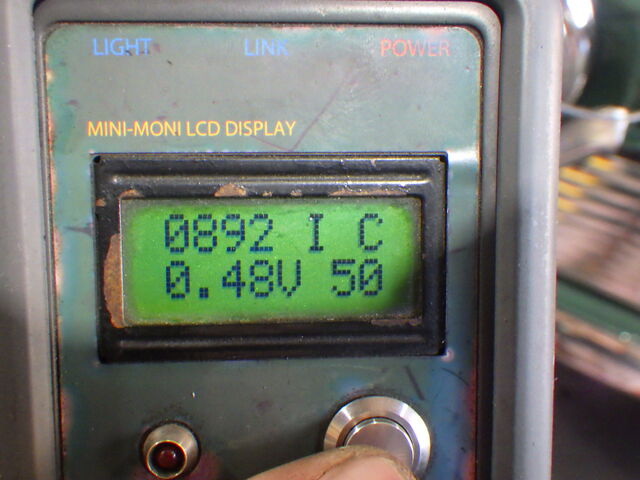 LIGHT LINK POWER
MINI-MONI LCD DISPLAY
0892 I C
0.48V 50